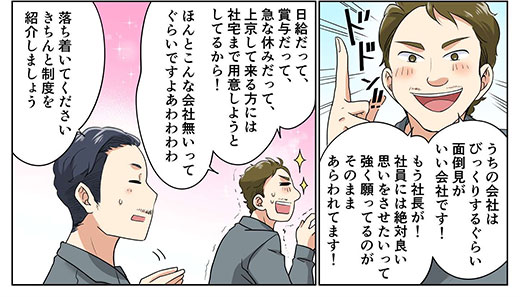 うちの会社は
びっくりするぐらい
面倒見が
いい会社です！
もう社長が！
社員には絶対良い
思いをさせたいって
強く願ってるのが
そのまま
あらわれてます！
ドドド
日給だって、
賞与だって、
急な休みだって、
上京して来る方には
社宅まで用意しようと
してるから！
ほんとこんな会社無いって
ぐらいですよあわわわわ
落ち着いてください
きちんと制度を
紹介しましょう